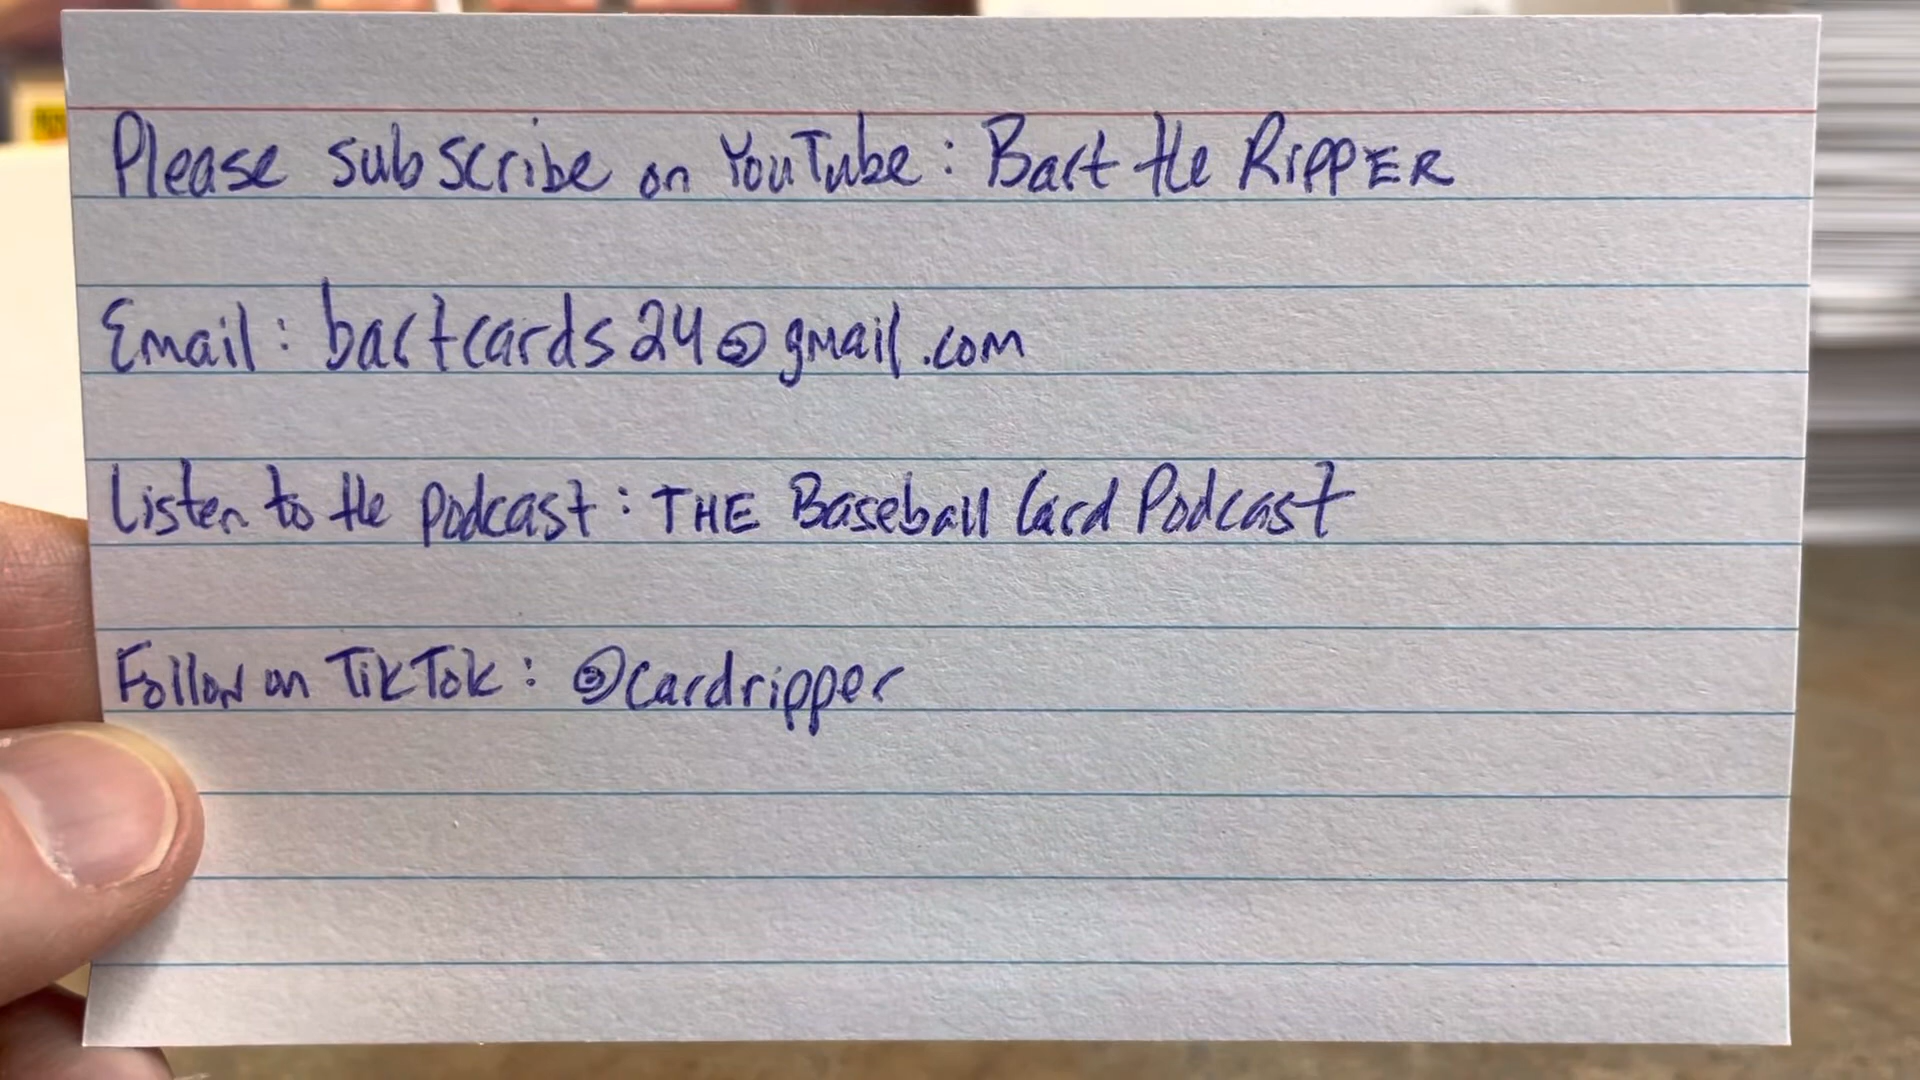 Please subscribe on YouTube: Bart the RIPPER
Email: bartcards24@gmail.com
Listen to the podcast: THE Baseball Card Podcast
Follow on TikTok: @cardripper